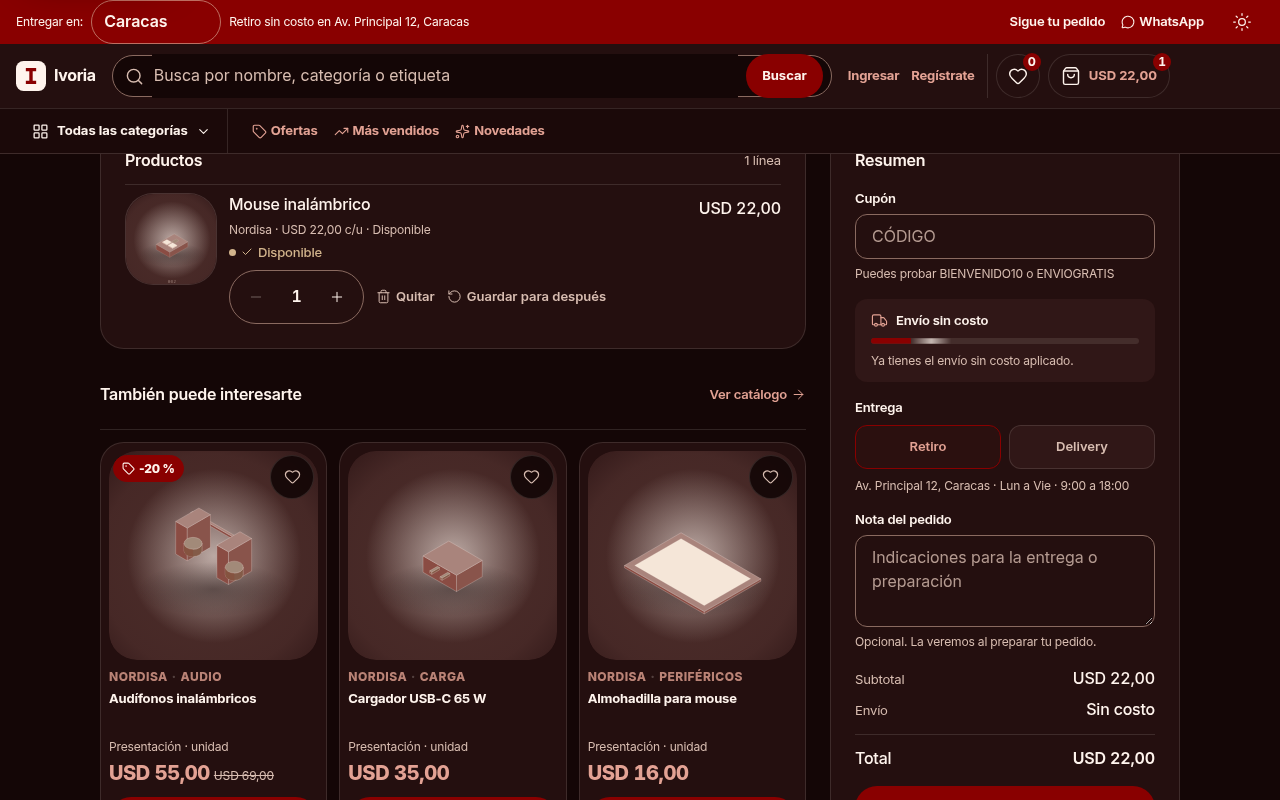 Entregar en: Caracas Retiro sin costo en Av. Principal 12, Caracas Sigue tu pedido WhatsApp
I Ivoria Busca por nombre, categoría o etiqueta Buscar Ingresar Regístrate 0 USD 22,00 1
Todas las categorías Ofertas Más vendidos Novedades
Productos 1 línea
Mouse inalámbrico USD 22,00
Nordisa · USD 22,00 c/u · Disponible
Disponible
1 Quitar Guardar para después
También puede interesarte Ver catálogo
-20 %
NORDISA · AUDIO
Audífonos inalámbricos
Presentación · unidad
USD 55,00 USD 69,00
NORDISA · CARGA
Cargador USB-C 65 W
Presentación · unidad
USD 35,00
NORDISA · PERIFÉRICOS
Almohadilla para mouse
Presentación · unidad
USD 16,00
Resumen
Cupón
CÓDIGO
Puedes probar BIENVENIDO10 o ENVIOGRATIS
Envío sin costo
Ya tienes el envío sin costo aplicado.
Entrega
Retiro Delivery
Av. Principal 12, Caracas · Lun a Vie · 9:00 a 18:00
Nota del pedido
Indicaciones para la entrega o
preparación
Opcional. La veremos al preparar tu pedido.
Subtotal USD 22,00
Envío Sin costo
Total USD 22,00